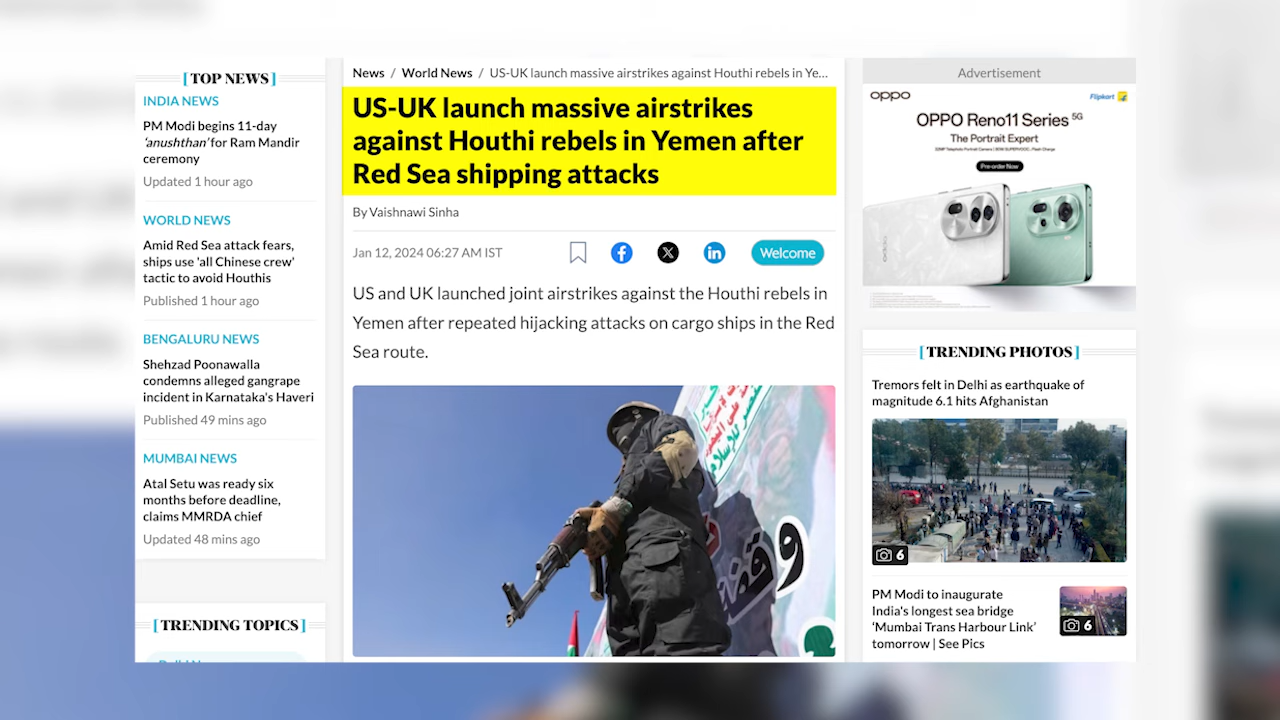 [ TOP NEWS ]
INDIA NEWS
PM Modi begins 11-day
'anushthan' for Ram Mandir
ceremony
Updated 1 hour ago
WORLD NEWS
Amid Red Sea attack fears,
ships use 'all Chinese crew'
tactic to avoid Houthis
Published 1 hour ago
BENGALURU NEWS
Shehzad Poonawalla
condemns alleged gangrape
incident in Karnataka's Haveri
Published 49 mins ago
MUMBAI NEWS
Atal Setu was ready six
months before deadline,
claims MMRDA chief
Updated 48 mins ago
[ TRENDING TOPICS ]
News / World News / US-UK launch massive airstrikes against Houthi rebels in Ye...
US-UK launch massive airstrikes
against Houthi rebels in Yemen after
Red Sea shipping attacks
By Vaishnawi Sinha
Jan 12, 2024 06:27 AM IST
Welcome
US and UK launched joint airstrikes against the Houthi rebels in
Yemen after repeated hijacking attacks on cargo ships in the Red
Sea route.
Advertisement
oppo
Flipkart
OPPO Reno11 Series 5G
The Portrait Expert
Pre-order Now
[ TRENDING PHOTOS ]
Tremors felt in Delhi as earthquake of
magnitude 6.1 hits Afghanistan
6
PM Modi to inaugurate
India's longest sea bridge
'Mumbai Trans Harbour Link'
tomorrow | See Pics
6